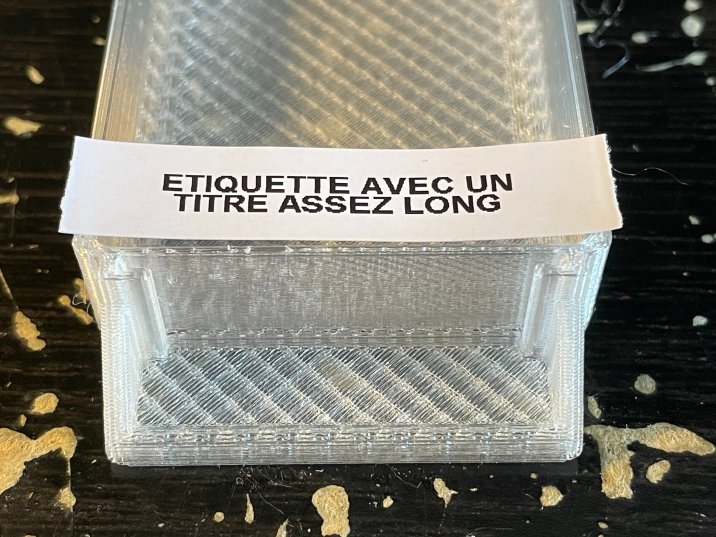 ETIQUETTE AVEC UN
TITRE ASSEZ LONG